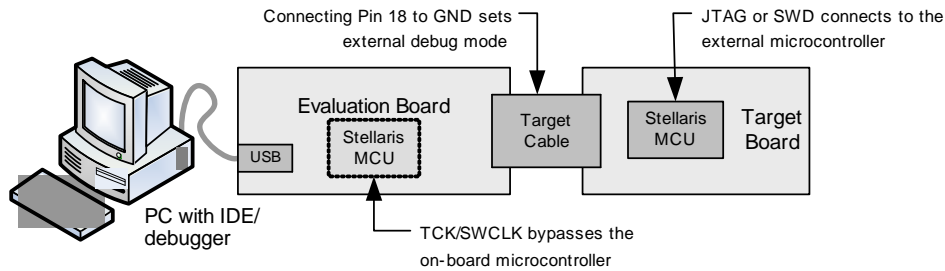 Connecting Pin 18 to GND sets
external debug mode
JTAG or SWD connects to the
external microcontroller
Evaluation Board
Stellaris
MCU
USB
Target
Cable
Stellaris
MCU
Target
Board
PC with IDE/
debugger
TCK/SWCLK bypasses the
on-board microcontroller